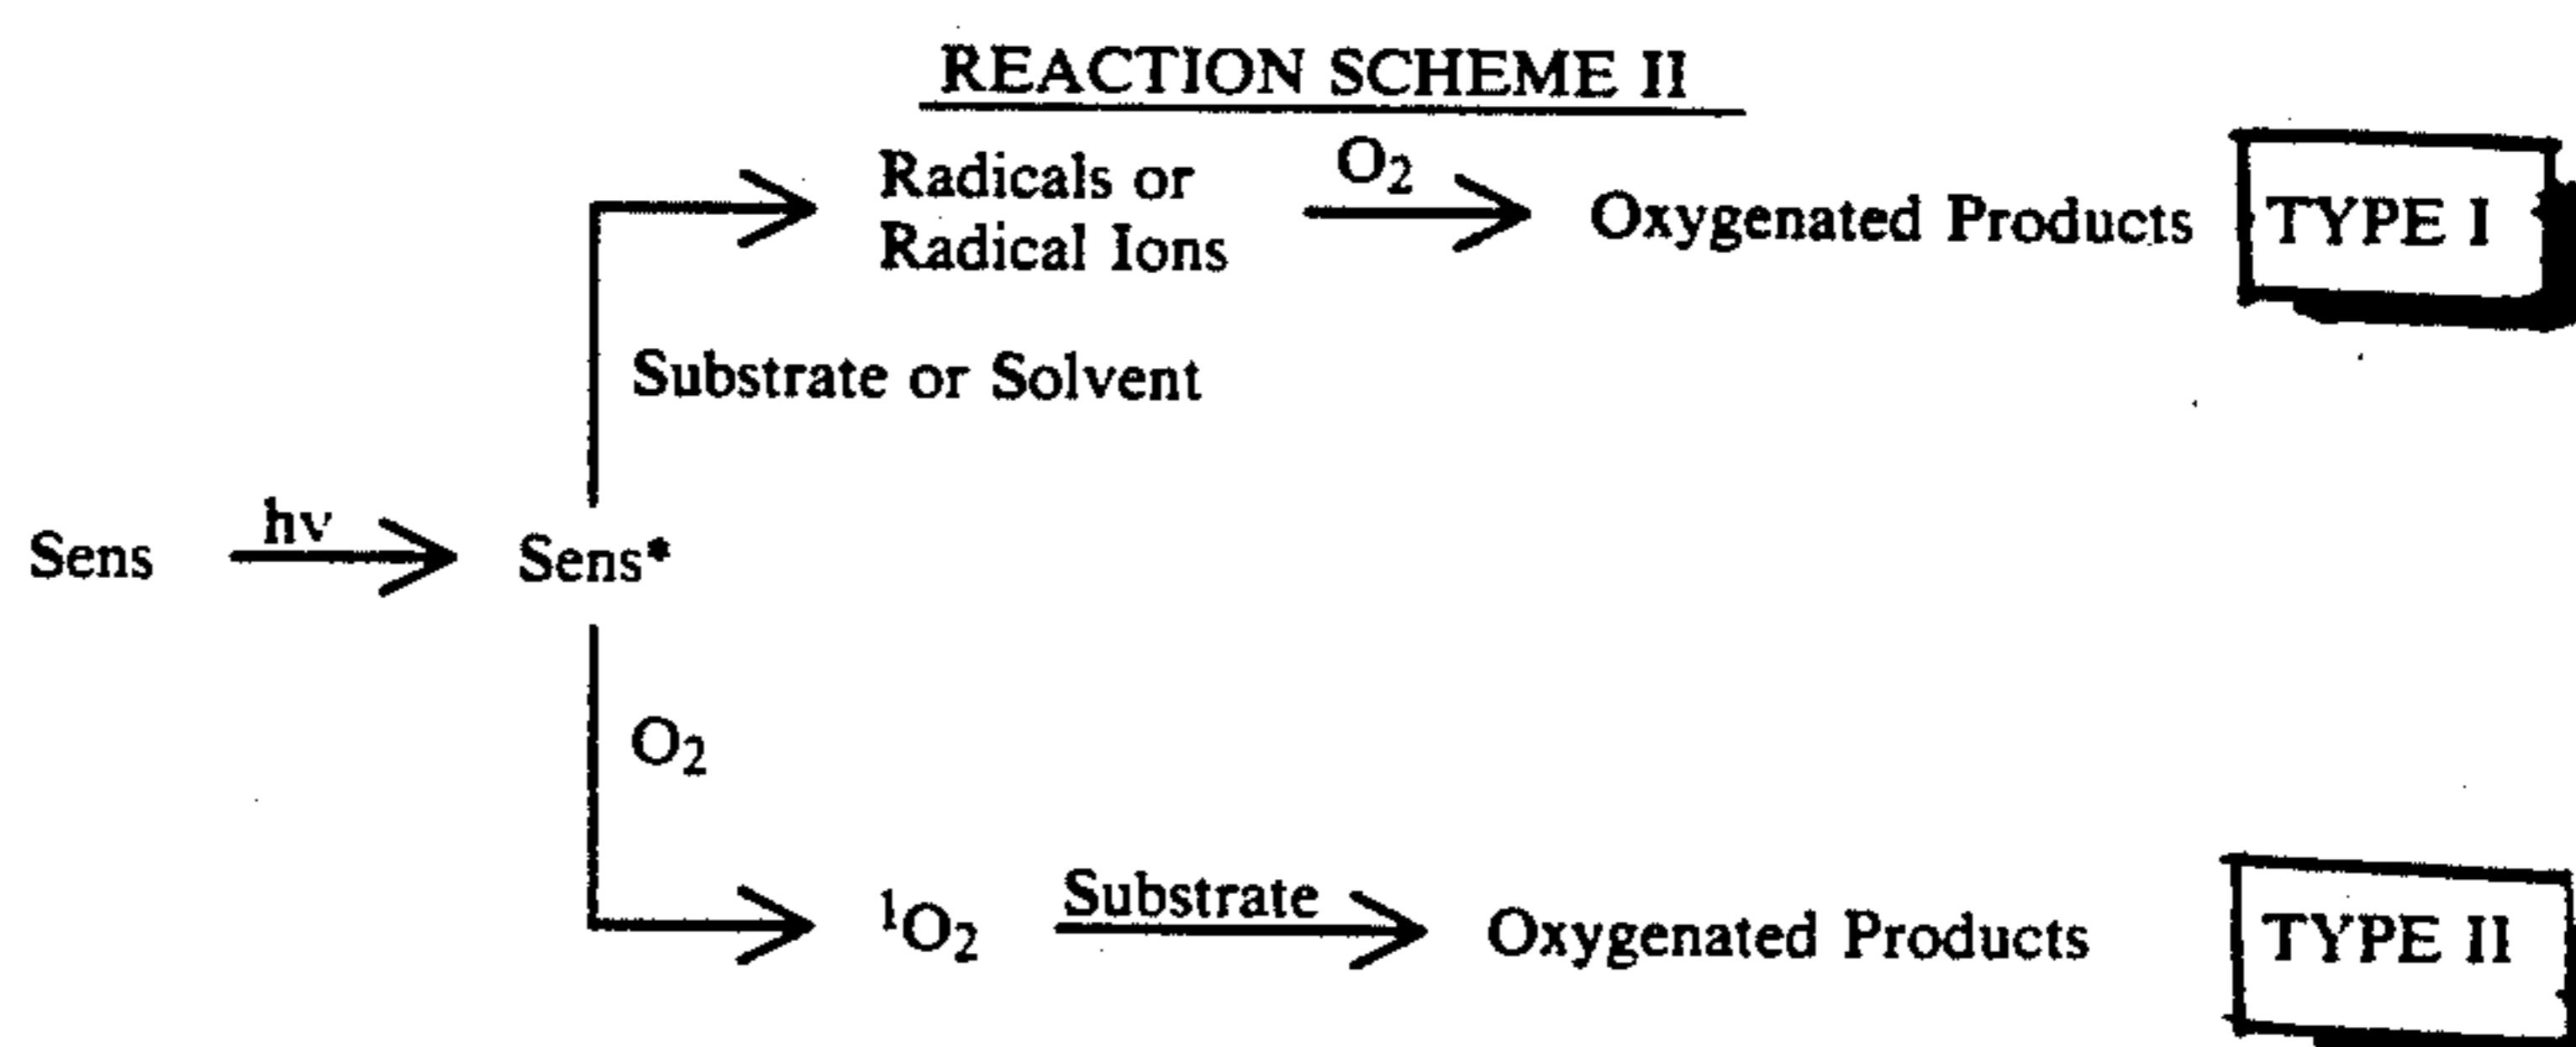 REACTION SCHEME II
Radicals or
Radical Ions
O₂
Oxygenated Products
TYPE I
Substrate or Solvent
Sens
hν
Sens*
O₂
¹O₂
Substrate
Oxygenated Products
TYPE II